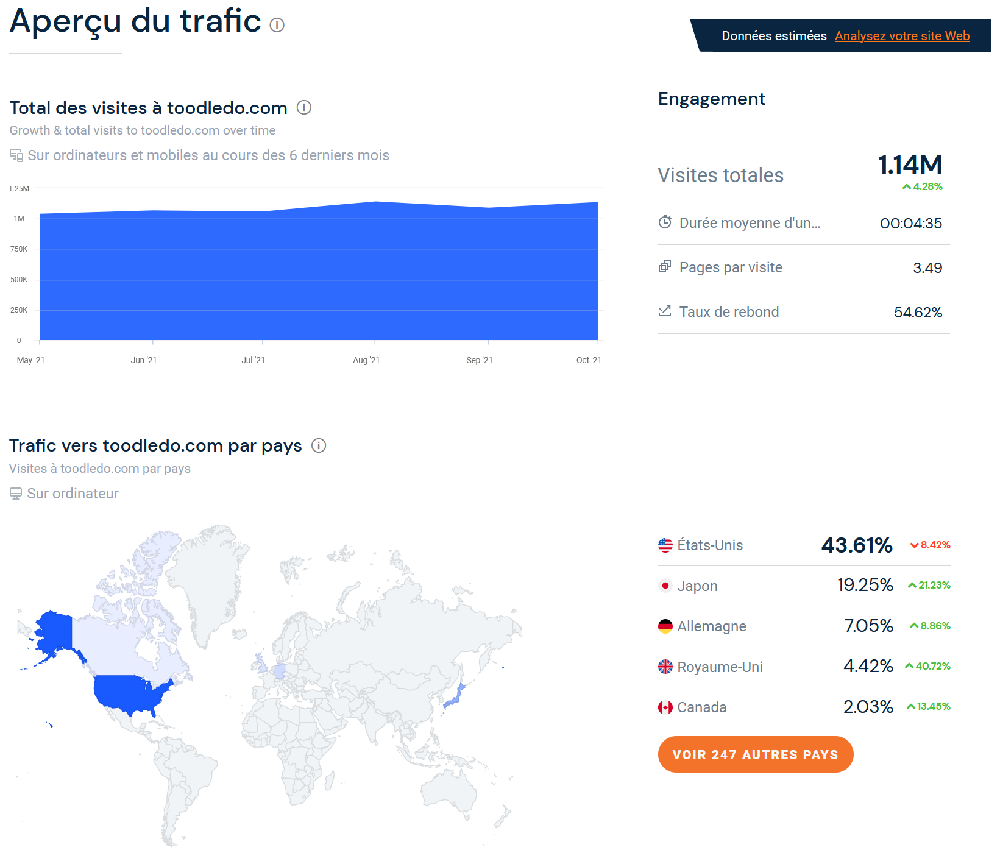 Aperçu du trafic
Données estimées Analysez votre site Web
Total des visites à toodledo.com
Growth & total visits to toodledo.com over time
Sur ordinateurs et mobiles au cours des 6 derniers mois
1.25M
1M
750K
500K
250K
0
May '21 Jun '21 Jul '21 Aug '21 Sep '21 Oct '21
Engagement
Visites totales 1.14M
4.28%
Durée moyenne d'un... 00:04:35
Pages par visite 3.49
Taux de rebond 54.62%
Trafic vers toodledo.com par pays
Visites à toodledo.com par pays
Sur ordinateur
États-Unis 43.61% 8.42%
Japon 19.25% 21.23%
Allemagne 7.05% 8.86%
Royaume-Uni 4.42% 40.72%
Canada 2.03% 13.45%
VOIR 247 AUTRES PAYS